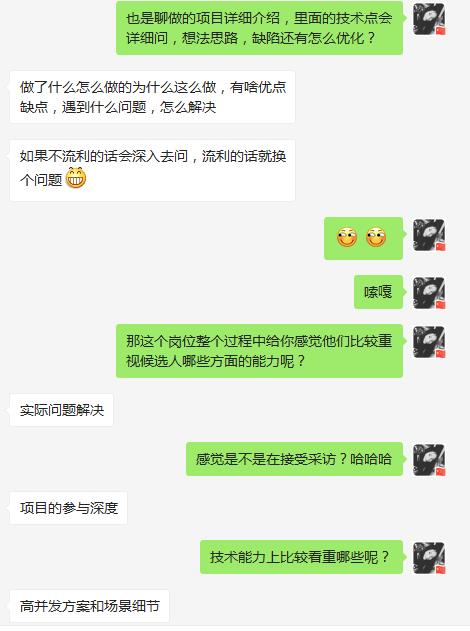 也是聊做的项目详细介绍，里面的技术点会
详细问，想法思路，缺陷还有怎么优化？
做了什么怎么做的为什么这么做，有啥优点
缺点，遇到什么问题，怎么解决
如果不流利的话会深入去问，流利的话就换
个问题
嗦嘎
那这个岗位整个过程中给你感觉他们比较重
视候选人哪些方面的能力呢？
实际问题解决
感觉是不是在接受采访？哈哈哈
项目的参与深度
技术能力上比较看重哪些呢？
高并发方案和场景细节